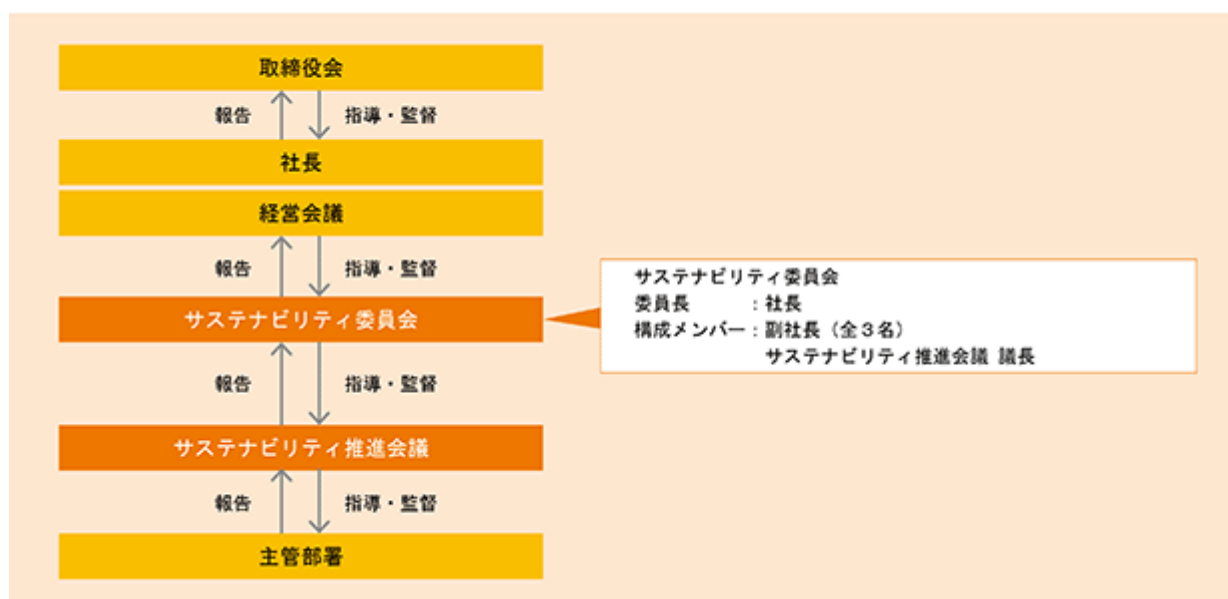 取締役会
報告 指導・監督
社長
経営会議
報告 指導・監督
サステナビリティ委員会
報告 指導・監督
サステナビリティ推進会議
報告 指導・監督
主管部署
サステナビリティ委員会
委員長　　　：社長
構成メンバー：副社長（全３名）
サステナビリティ推進会議 議長